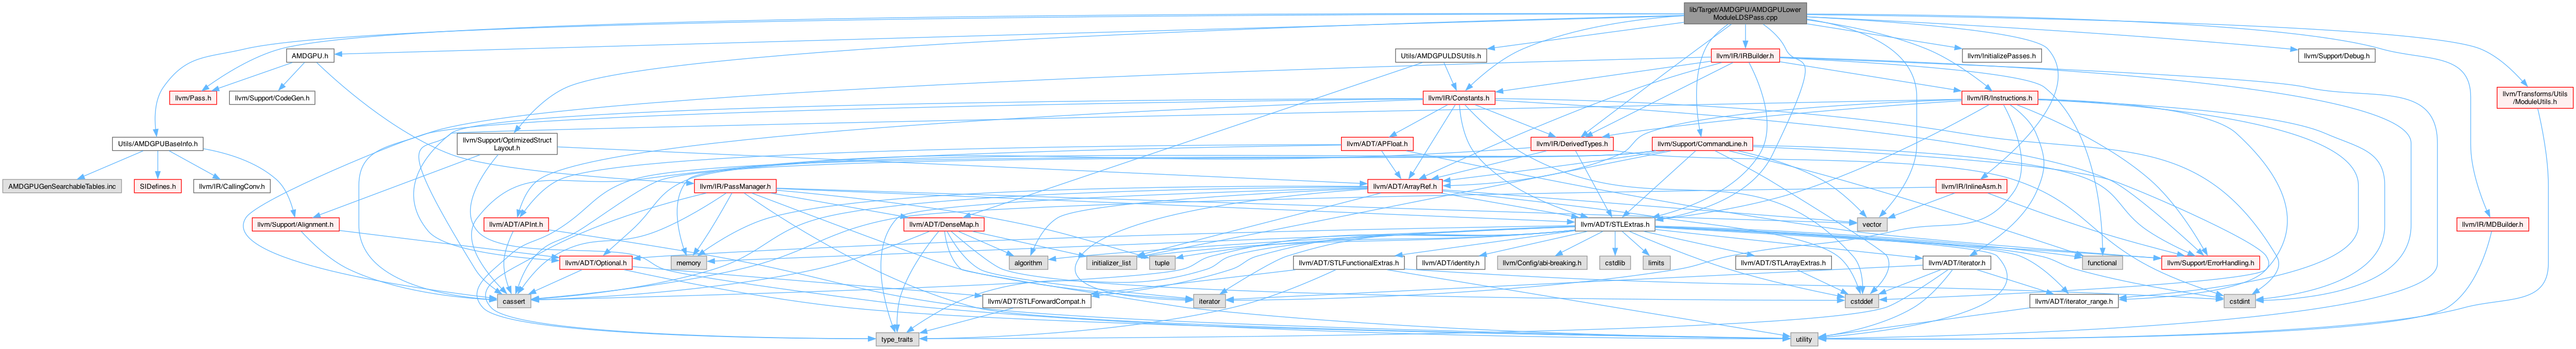 lib/Target/AMDGPU/AMDGPULower
ModuleLDSPass.cpp
AMDGPU.h
Utils/AMDGPULDSUtils.h
llvm/IR/IRBuilder.h
llvm/InitializePasses.h
llvm/Support/Debug.h
llvm/Pass.h
llvm/Support/CodeGen.h
llvm/IR/Constants.h
llvm/IR/Instructions.h
llvm/Transforms/Utils
/ModuleUtils.h
Utils/AMDGPUBaseInfo.h
llvm/Support/OptimizedStruct
Layout.h
llvm/ADT/APFloat.h
llvm/IR/DerivedTypes.h
llvm/Support/CommandLine.h
AMDGPUGenSearchableTables.inc
SIDefines.h
llvm/IR/CallingConv.h
llvm/IR/PassManager.h
llvm/ADT/ArrayRef.h
llvm/IR/InlineAsm.h
llvm/Support/Alignment.h
llvm/ADT/APInt.h
llvm/ADT/DenseMap.h
llvm/ADT/STLExtras.h
vector
llvm/IR/MDBuilder.h
llvm/ADT/Optional.h
memory
algorithm
initializer_list
tuple
llvm/ADT/STLFunctionalExtras.h
llvm/ADT/identity.h
llvm/Config/abi-breaking.h
cstdlib
limits
llvm/ADT/STLArrayExtras.h
llvm/ADT/iterator.h
functional
llvm/Support/ErrorHandling.h
cassert
llvm/ADT/STLForwardCompat.h
iterator
cstddef
llvm/ADT/iterator_range.h
cstdint
type_traits
utility